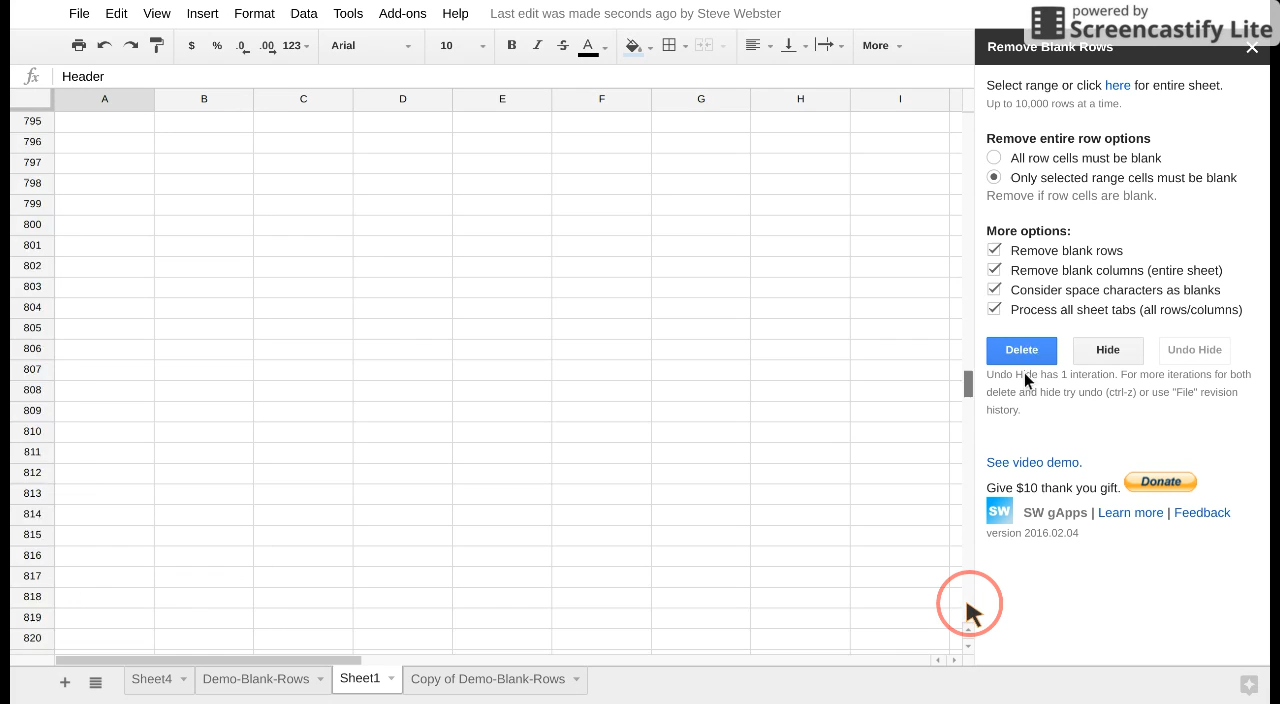 File Edit View Insert Format Data Tools Add-ons Help Last edit was made seconds ago by Steve Webster
powered by
Screencastify Lite
$ % .0 .00 123 Arial 10 B I S A More
Remove Blank Rows
fx Header
A B C D E F G H I
795
796
797
798
799
800
801
802
803
804
805
806
807
808
809
810
811
812
813
814
815
816
817
818
819
820
Select range or click here for entire sheet.
Up to 10,000 rows at a time.
Remove entire row options
All row cells must be blank
Only selected range cells must be blank
Remove if row cells are blank.
More options:
Remove blank rows
Remove blank columns (entire sheet)
Consider space characters as blanks
Process all sheet tabs (all rows/columns)
Delete Hide Undo Hide
Undo Hide has 1 interation. For more iterations for both
delete and hide try undo (ctrl-z) or use "File" revision
history.
See video demo.
Give $10 thank you gift. Donate
SW SW gApps | Learn more | Feedback
version 2016.02.04
Sheet4 Demo-Blank-Rows Sheet1 Copy of Demo-Blank-Rows